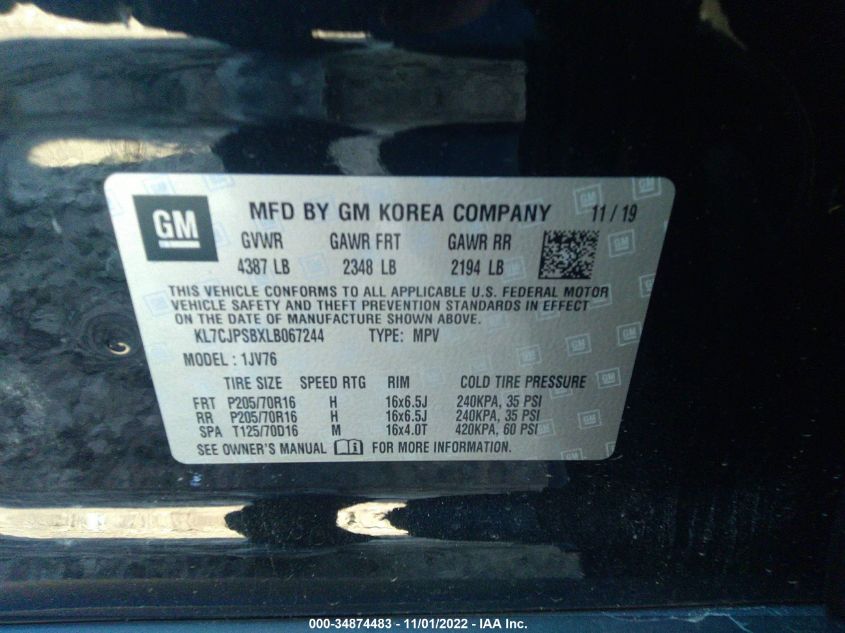 GM
MFD BY GM KOREA COMPANY 11 / 19
GVWR GAWR FRT GAWR RR
4387 LB 2348 LB 2194 LB
THIS VEHICLE CONFORMS TO ALL APPLICABLE U.S. FEDERAL MOTOR
VEHICLE SAFETY AND THEFT PREVENTION STANDARDS IN EFFECT
ON THE DATE OF MANUFACTURE SHOWN ABOVE.
KL7CJPSBXLB067244 TYPE: MPV
MODEL : 1JV76
TIRE SIZE SPEED RTG RIM COLD TIRE PRESSURE
FRT P205/70R16 H 16x6.5J 240KPA, 35 PSI
RR P205/70R16 H 16x6.5J 240KPA, 35 PSI
SPA T125/70D16 M 16x4.0T 420KPA, 60 PSI
SEE OWNER'S MANUAL FOR MORE INFORMATION.
000-34874483 - 11/01/2022 - IAA Inc.